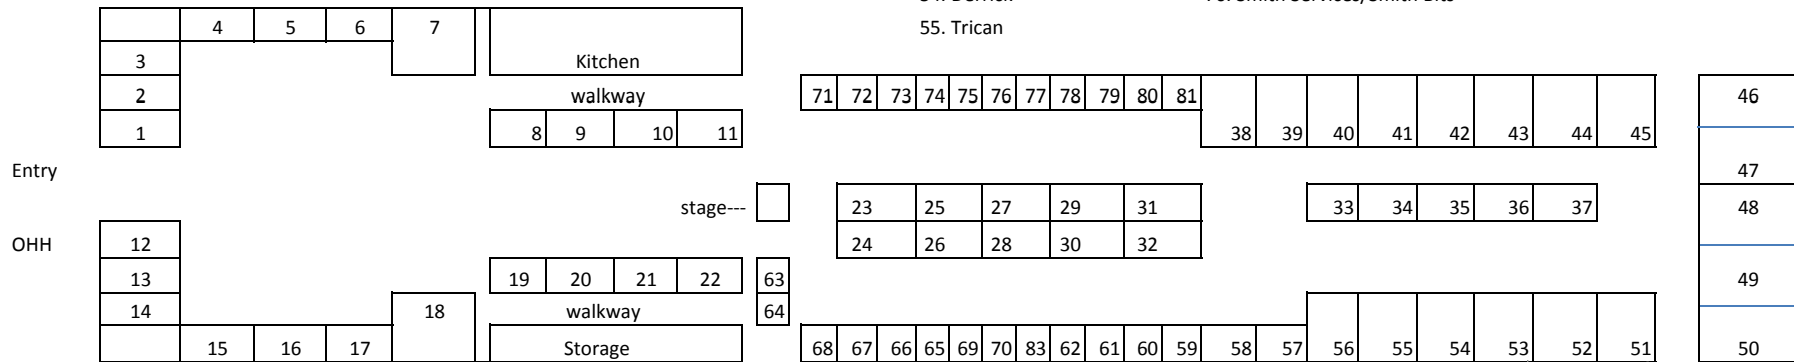 4 5 6 7 55. Trican
3 Kitchen
2 walkway 71 72 73 74 75 76 77 78 79 80 81 46
1 8 9 10 11 38 39 40 41 42 43 44 45
Entry 47
stage--- 23 25 27 29 31 33 34 35 36 37 48
OHH 12 24 26 28 30 32
13 19 20 21 22 63 49
14 18 walkway 64
15 16 17 Storage 68 67 66 65 69 70 83 62 61 60 59 58 57 56 55 54 53 52 51 50